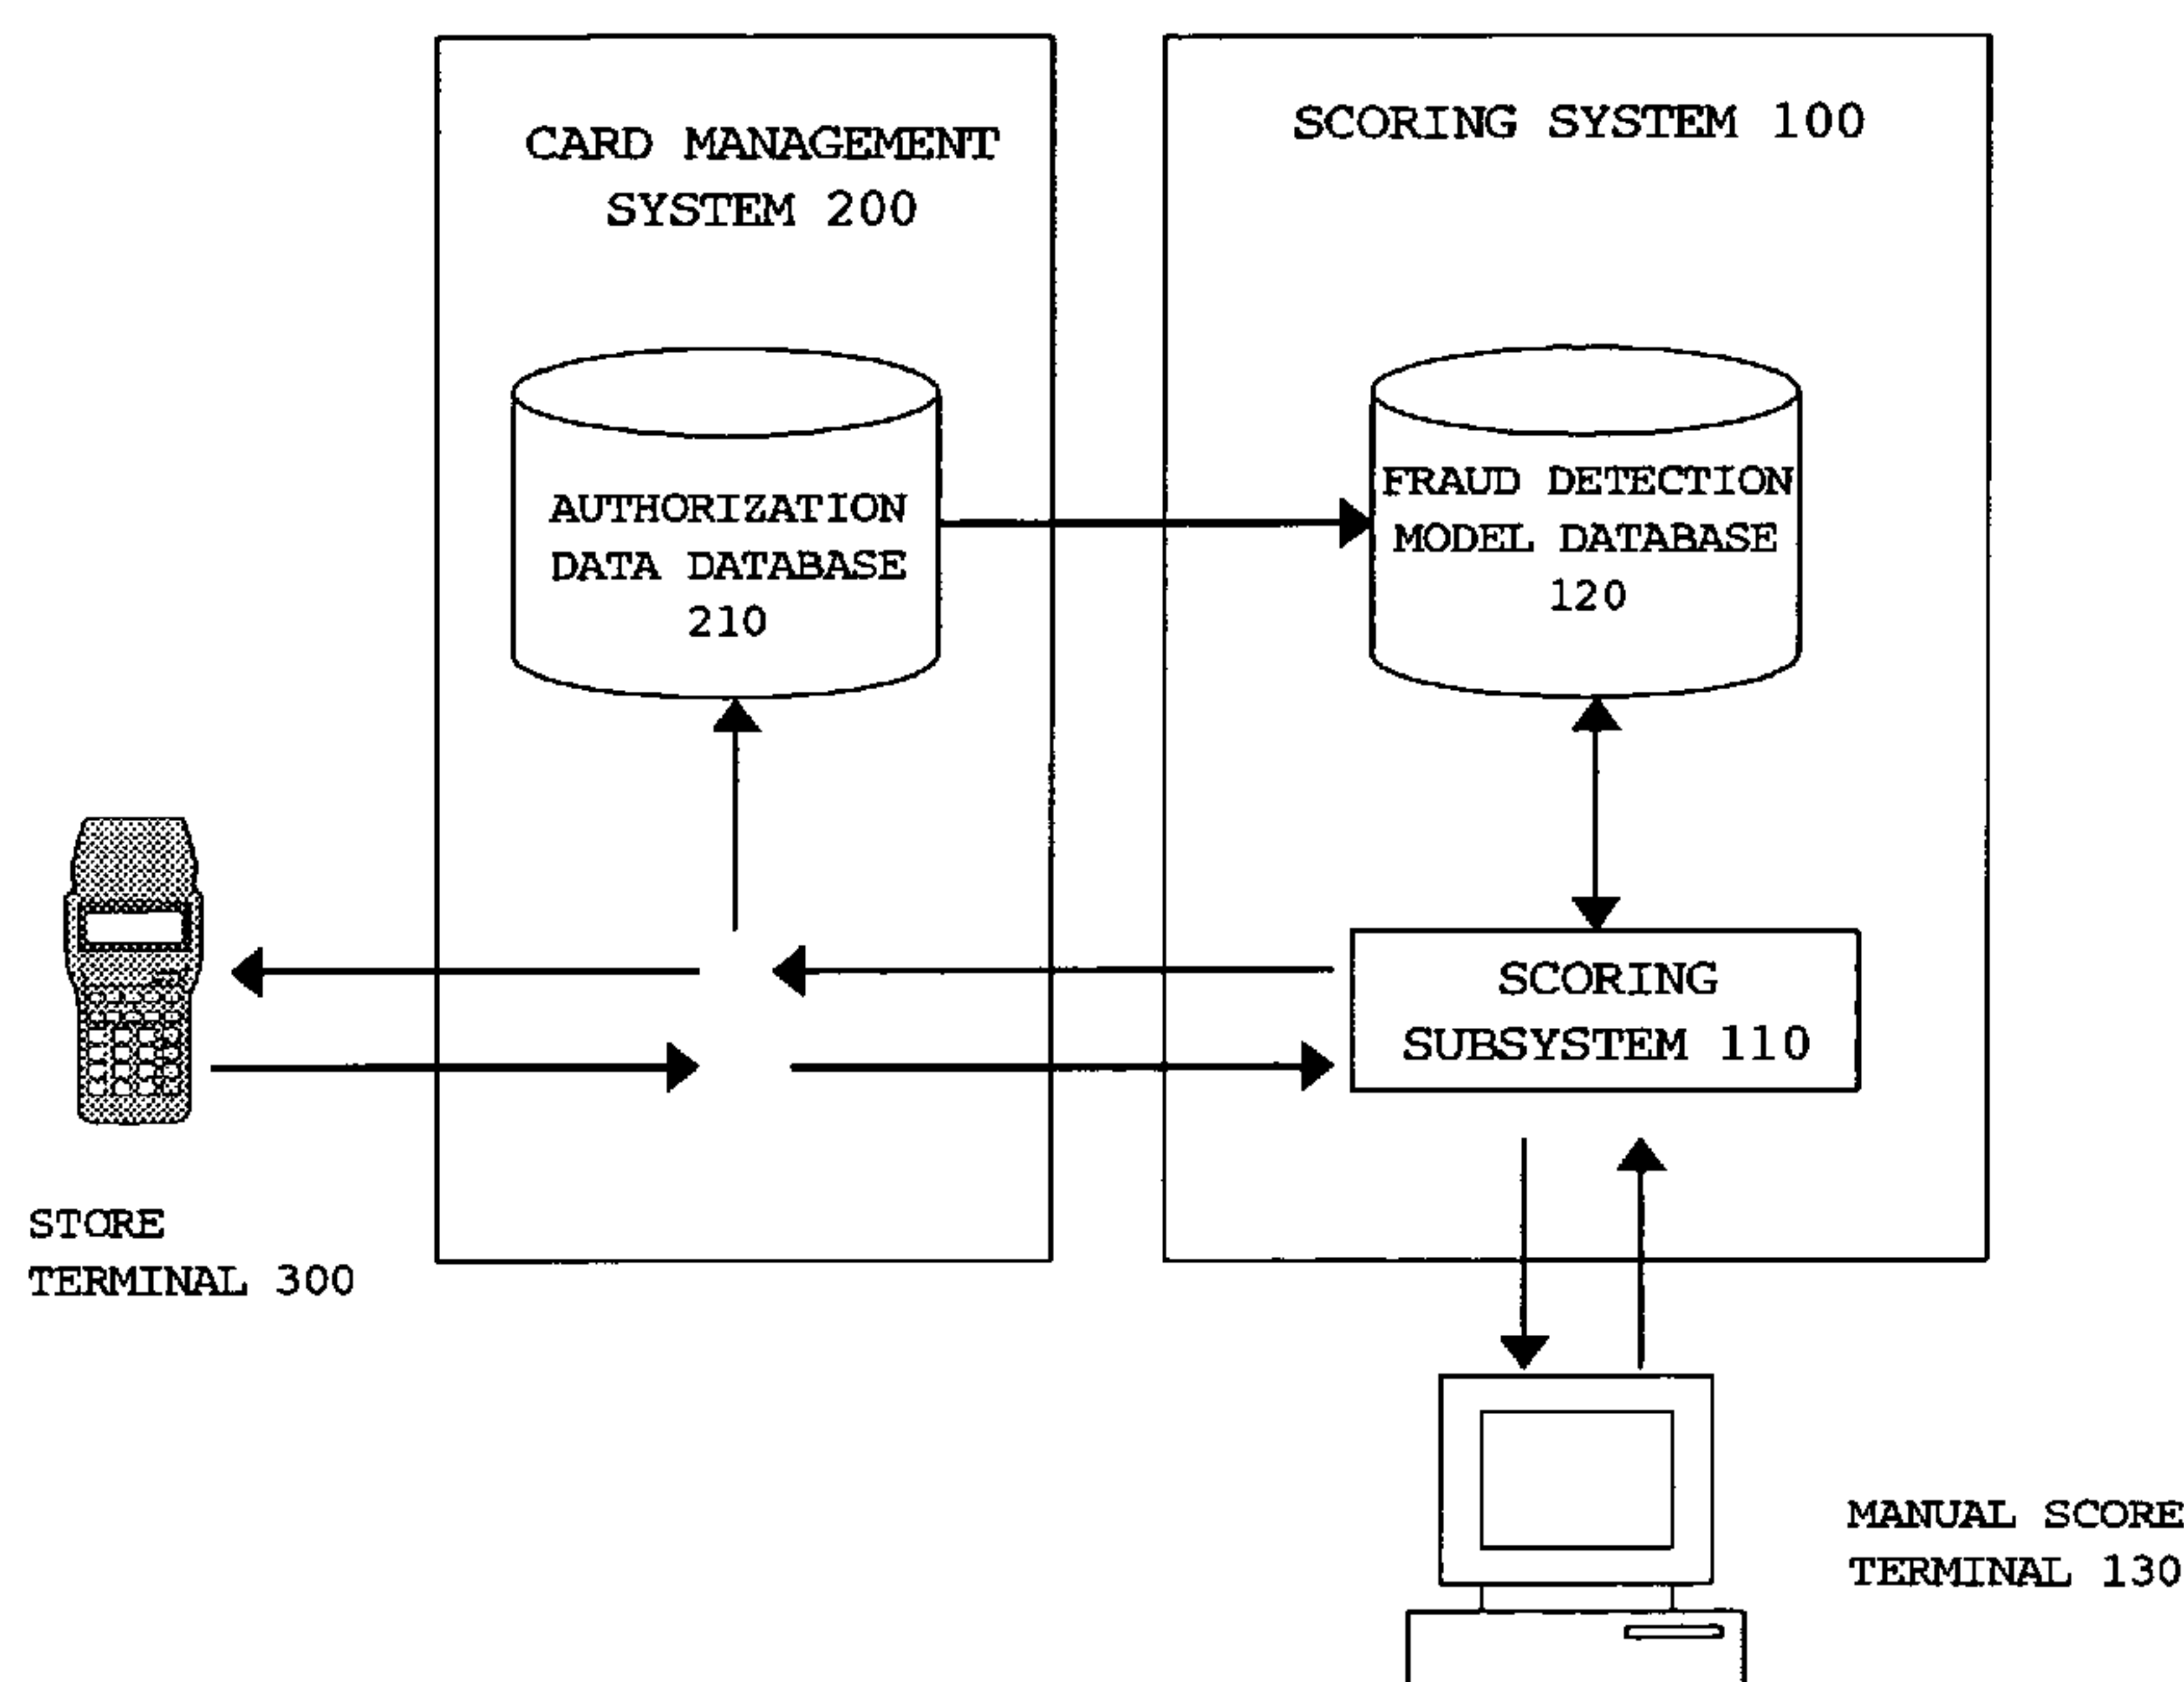 CARD MANAGEMENT
SYSTEM 200
SCORING SYSTEM 100
AUTHORIZATION
DATA DATABASE
210
FRAUD DETECTION
MODEL DATABASE
120
SCORING
SUBSYSTEM 110
STORE
TERMINAL 300
MANUAL SCORE
TERMINAL 130